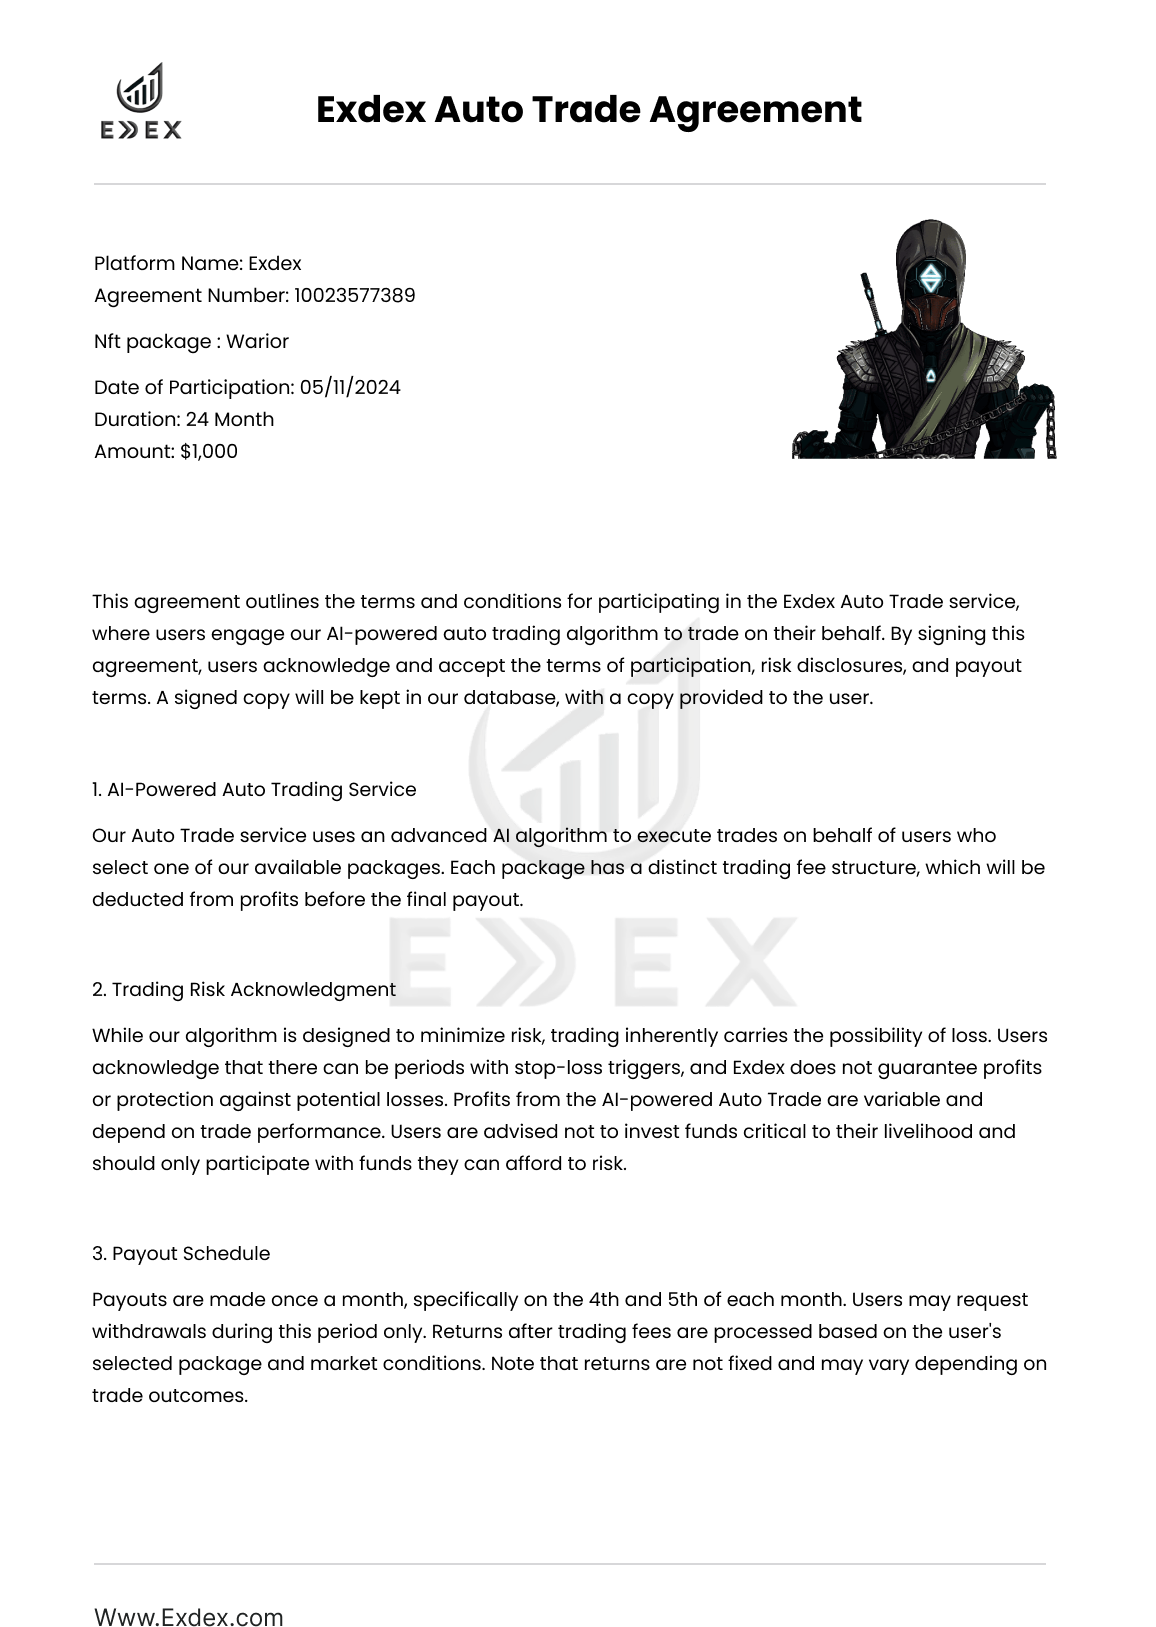 EDEX
Exdex Auto Trade Agreement
Platform Name: Exdex
Agreement Number: 10023577389
Nft package : Warior
Date of Participation: 05/11/2024
Duration: 24 Month
Amount: $1,000
This agreement outlines the terms and conditions for participating in the Exdex Auto Trade service,
where users engage our AI-powered auto trading algorithm to trade on their behalf. By signing this
agreement, users acknowledge and accept the terms of participation, risk disclosures, and payout
terms. A signed copy will be kept in our database, with a copy provided to the user.
1. AI-Powered Auto Trading Service
Our Auto Trade service uses an advanced AI algorithm to execute trades on behalf of users who
select one of our available packages. Each package has a distinct trading fee structure, which will be
deducted from profits before the final payout.
EDEX
2. Trading Risk Acknowledgment
While our algorithm is designed to minimize risk, trading inherently carries the possibility of loss. Users
acknowledge that there can be periods with stop-loss triggers, and Exdex does not guarantee profits
or protection against potential losses. Profits from the AI-powered Auto Trade are variable and
depend on trade performance. Users are advised not to invest funds critical to their livelihood and
should only participate with funds they can afford to risk.
3. Payout Schedule
Payouts are made once a month, specifically on the 4th and 5th of each month. Users may request
withdrawals during this period only. Returns after trading fees are processed based on the user's
selected package and market conditions. Note that returns are not fixed and may vary depending on
trade outcomes.
Www.Exdex.com